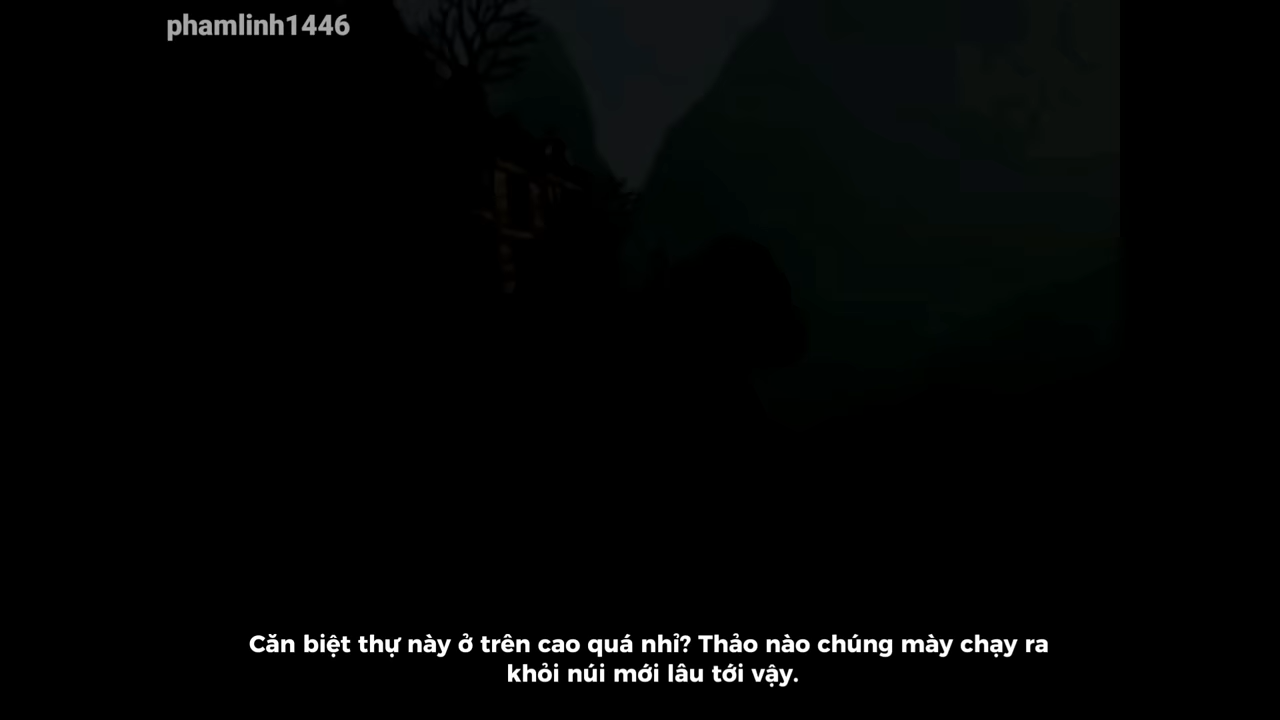 phamlinh1446
Căn biệt thự này ở trên cao quá nhỉ? Thảo nào chúng mày chạy ra
khỏi núi mới lâu tới vậy.